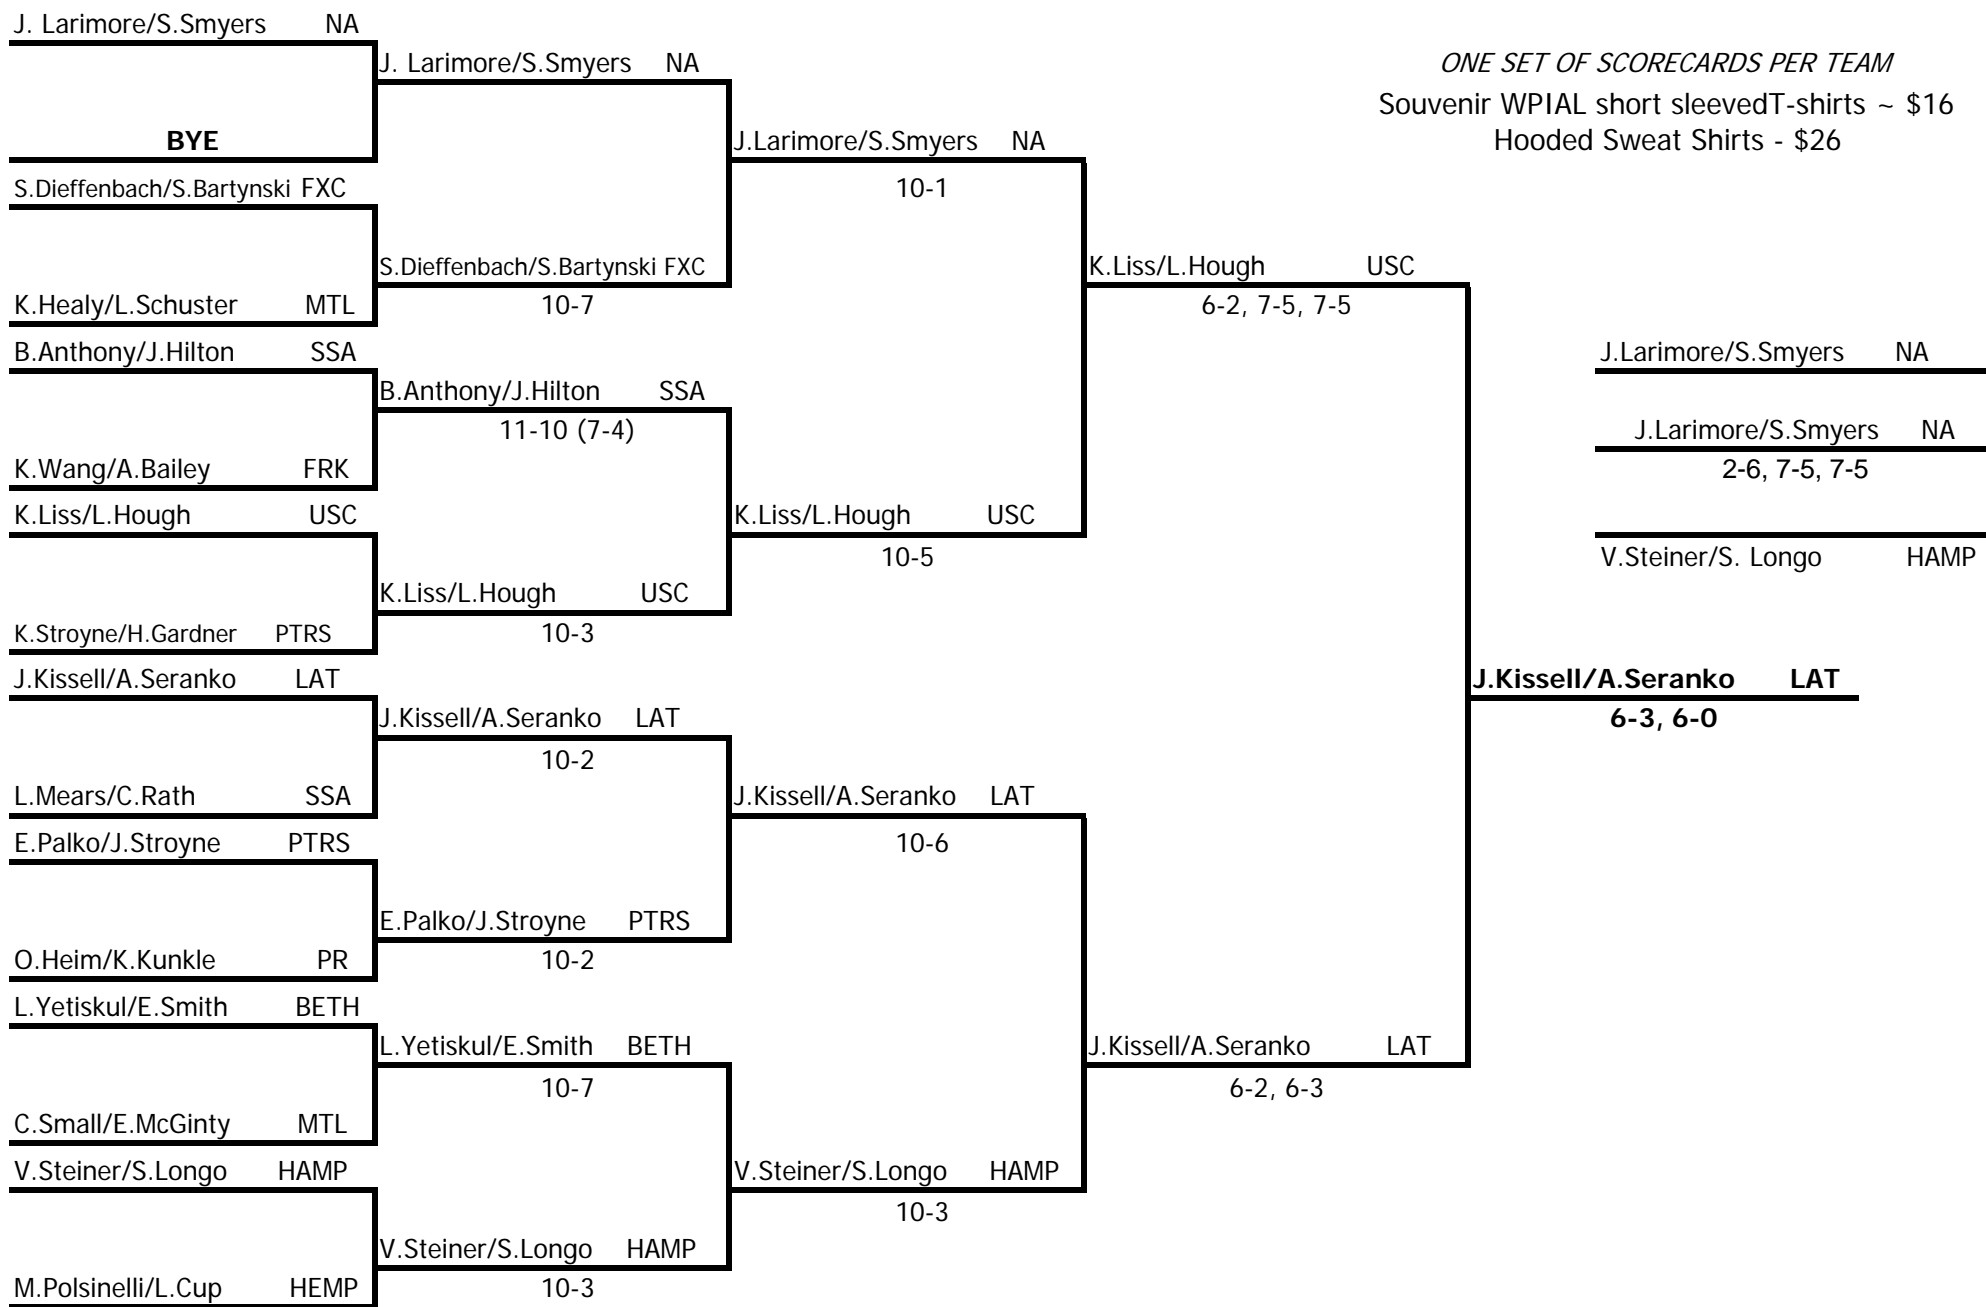 J. Larimore/S.Smyers NA
BYE
S.Dieffenbach/S.Bartynski FXC
K.Healy/L.Schuster MTL
B.Anthony/J.Hilton SSA
K.Wang/A.Bailey FRK
K.Liss/L.Hough USC
K.Stroyne/H.Gardner PTRS
J.Kissell/A.Seranko LAT
L.Mears/C.Rath SSA
E.Palko/J.Stroyne PTRS
O.Heim/K.Kunkle PR
L.Yetiskul/E.Smith BETH
C.Small/E.McGinty MTL
V.Steiner/S.Longo HAMP
M.Polsinelli/L.Cup HEMP
J. Larimore/S.Smyers NA
S.Dieffenbach/S.Bartynski FXC
10-7
B.Anthony/J.Hilton SSA
11-10 (7-4)
K.Liss/L.Hough USC
10-3
J.Kissell/A.Seranko LAT
10-2
E.Palko/J.Stroyne PTRS
10-2
L.Yetiskul/E.Smith BETH
10-7
V.Steiner/S.Longo HAMP
10-3
J.Larimore/S.Smyers NA
10-1
K.Liss/L.Hough USC
10-5
J.Kissell/A.Seranko LAT
10-6
V.Steiner/S.Longo HAMP
10-3
K.Liss/L.Hough USC
6-2, 7-5, 7-5
J.Kissell/A.Seranko LAT
6-2, 6-3
ONE SET OF SCORECARDS PER TEAM
Souvenir WPIAL short sleevedT-shirts ~ $16
Hooded Sweat Shirts - $26
J.Larimore/S.Smyers NA
J.Larimore/S.Smyers NA
2-6, 7-5, 7-5
V.Steiner/S. Longo HAMP
J.Kissell/A.Seranko LAT
6-3, 6-0